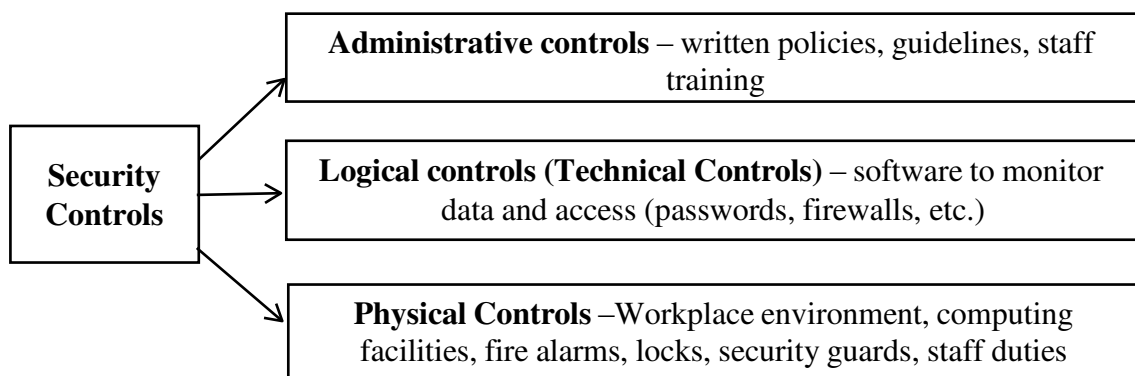 Administrative controls – written policies, guidelines, staff
training
Security
Controls
Logical controls (Technical Controls) – software to monitor
data and access (passwords, firewalls, etc.)
Physical Controls –Workplace environment, computing
facilities, fire alarms, locks, security guards, staff duties